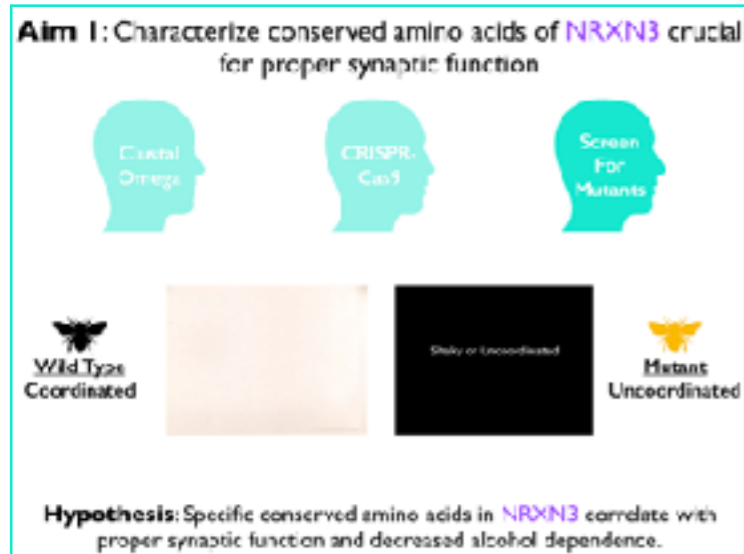 Aim 1: Characterize conserved amino acids of NRXN3 crucial
for proper synaptic function
Clustal
Omega
CRISPR-
Cas9
Screen
For
Mutants
Wild Type
Coordinated
Shaky or Uncoordinated
Mutant
Uncoordinated
Hypothesis: Specific conserved amino acids in NRXN3 correlate with
proper synaptic function and decreased alcohol dependence.